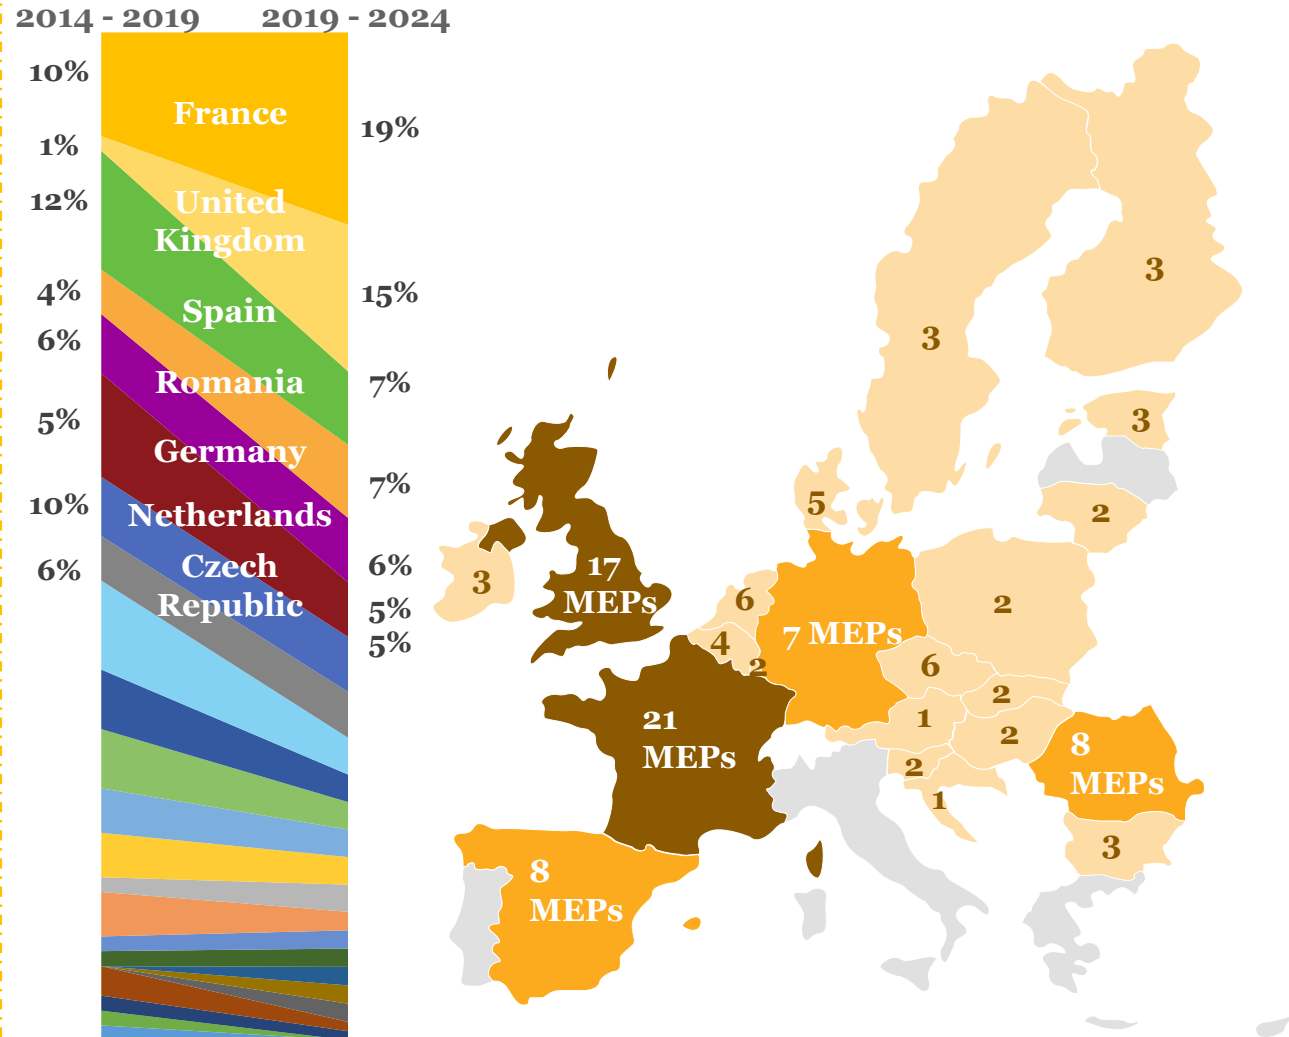 2014 - 2019
2019 - 2024
10%
1%
12%
4%
6%
5%
10%
6%
France
United
Kingdom
Spain
Romania
Germany
Netherlands
Czech
Republic
19%
15%
7%
7%
6%
5%
5%
3
3
3
2
5
3
17
MEPs
6
4
2
7 MEPs
2
6
2
1
2
2
1
21
MEPs
8
MEPs
3
8
MEPs